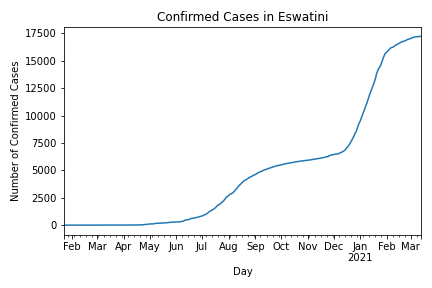 Confirmed Cases in Eswatini
17500
15000
12500
10000
7500
5000
2500
0
Number of Confirmed Cases
Feb Mar Apr May Jun Jul Aug Sep Oct Nov Dec Jan Feb Mar
2021
Day